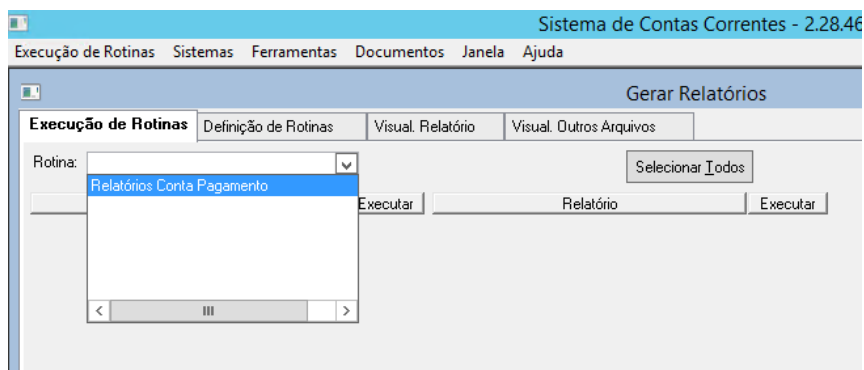 Sistema de Contas Correntes - 2.28.46
Execução de Rotinas Sistemas Ferramentas Documentos Janela Ajuda
Gerar Relatórios
Execução de Rotinas Definição de Rotinas Visual. Relatório Visual. Outros Arquivos
Rotina: Selecionar Todos
Relatórios Conta Pagamento
Executar Relatório Executar